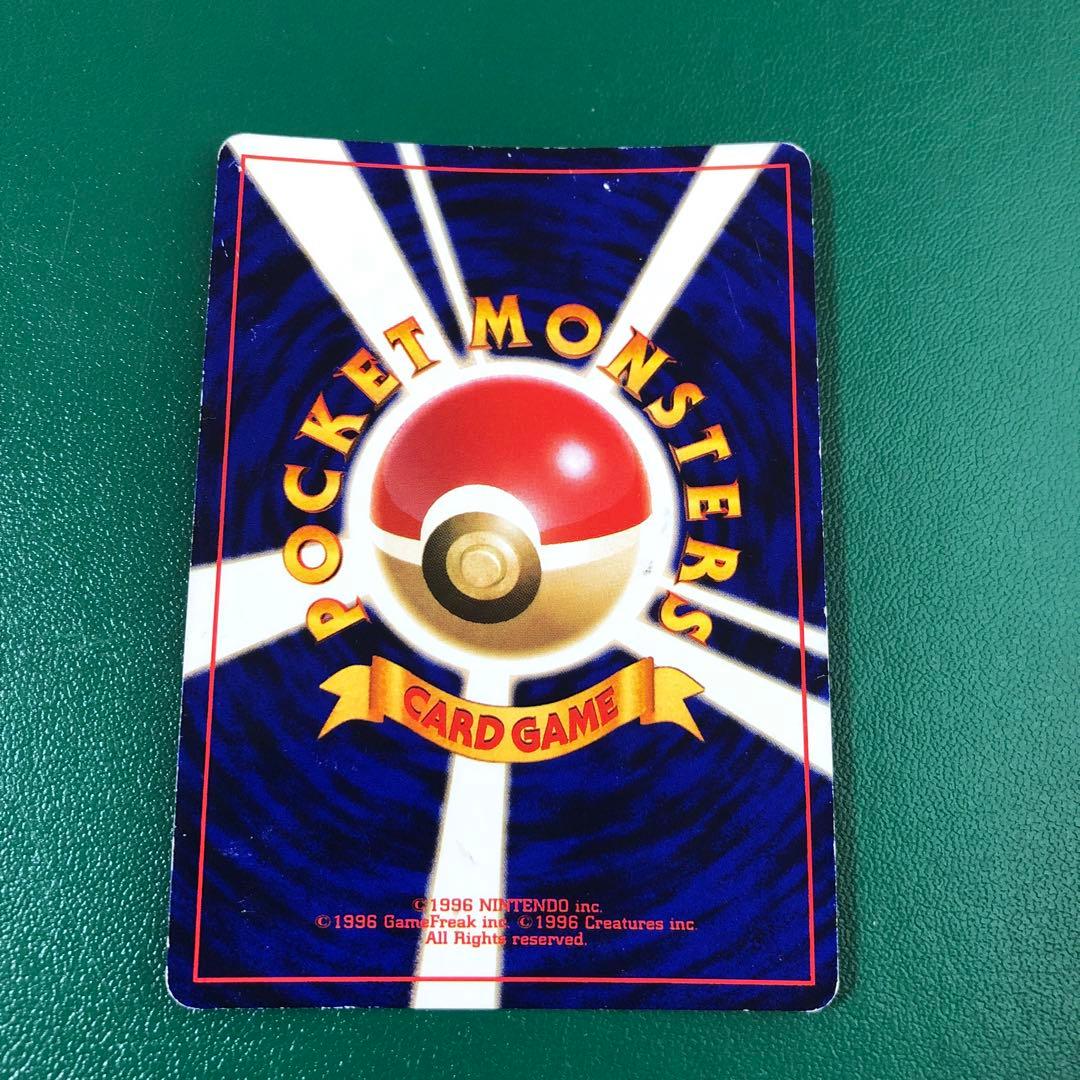 POCKET MONSTERS
CARD GAME
©1996 NINTENDO inc.
©1996 GameFreak inc. ©1996 Creatures inc.
All Rights reserved.